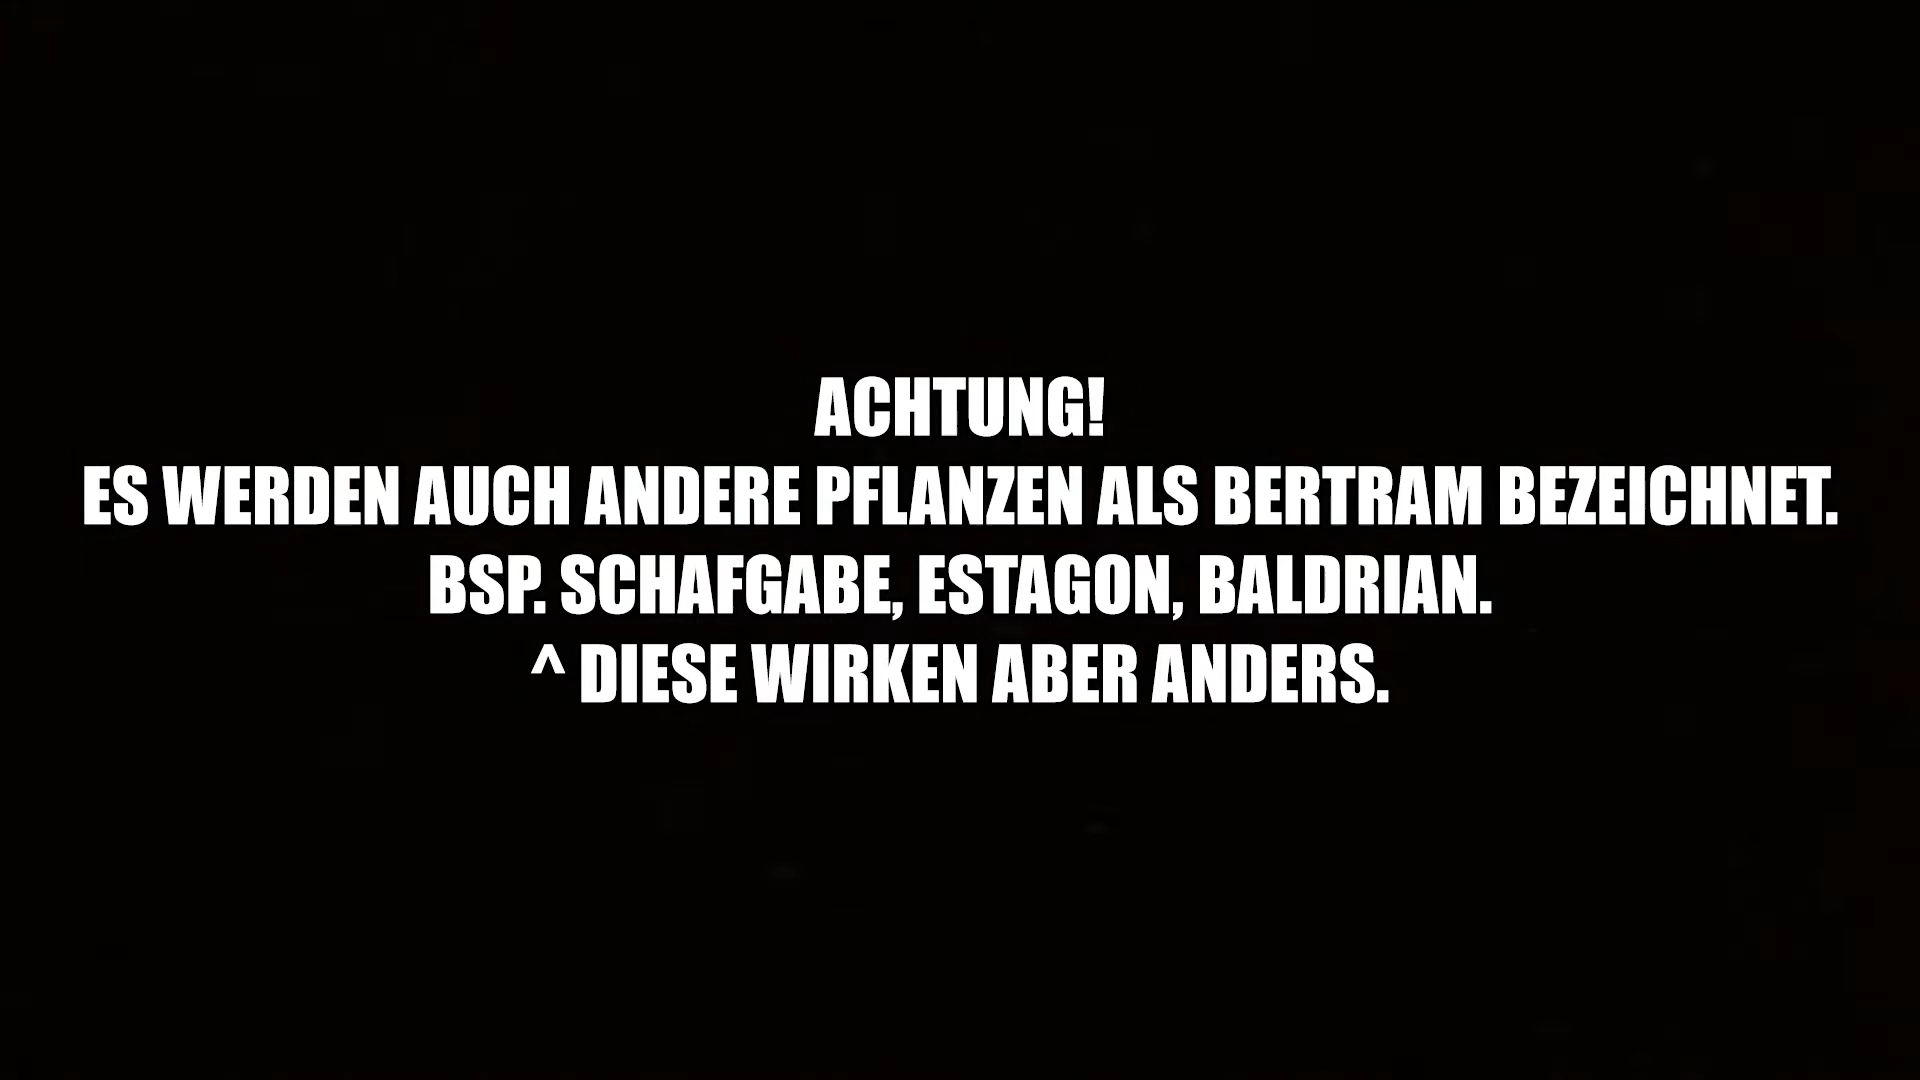 ACHTUNG!
ES WERDEN AUCH ANDERE PFLANZEN ALS BERTRAM BEZEICHNET.
BSP. SCHAFGABE, ESTAGON, BALDRIAN.
^ DIESE WIRKEN ABER ANDERS.